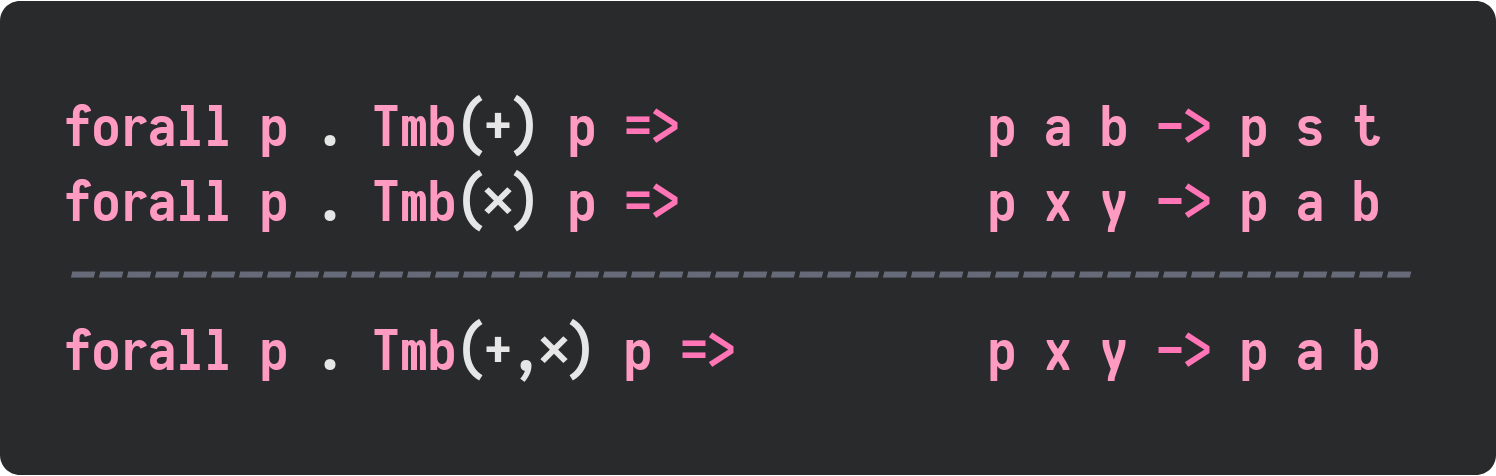 forall p . Tmb(+) p => p a b -> p s t
forall p . Tmb(×) p => p x y -> p a b
------------------------------------------------
forall p . Tmb(+,×) p => p x y -> p a b